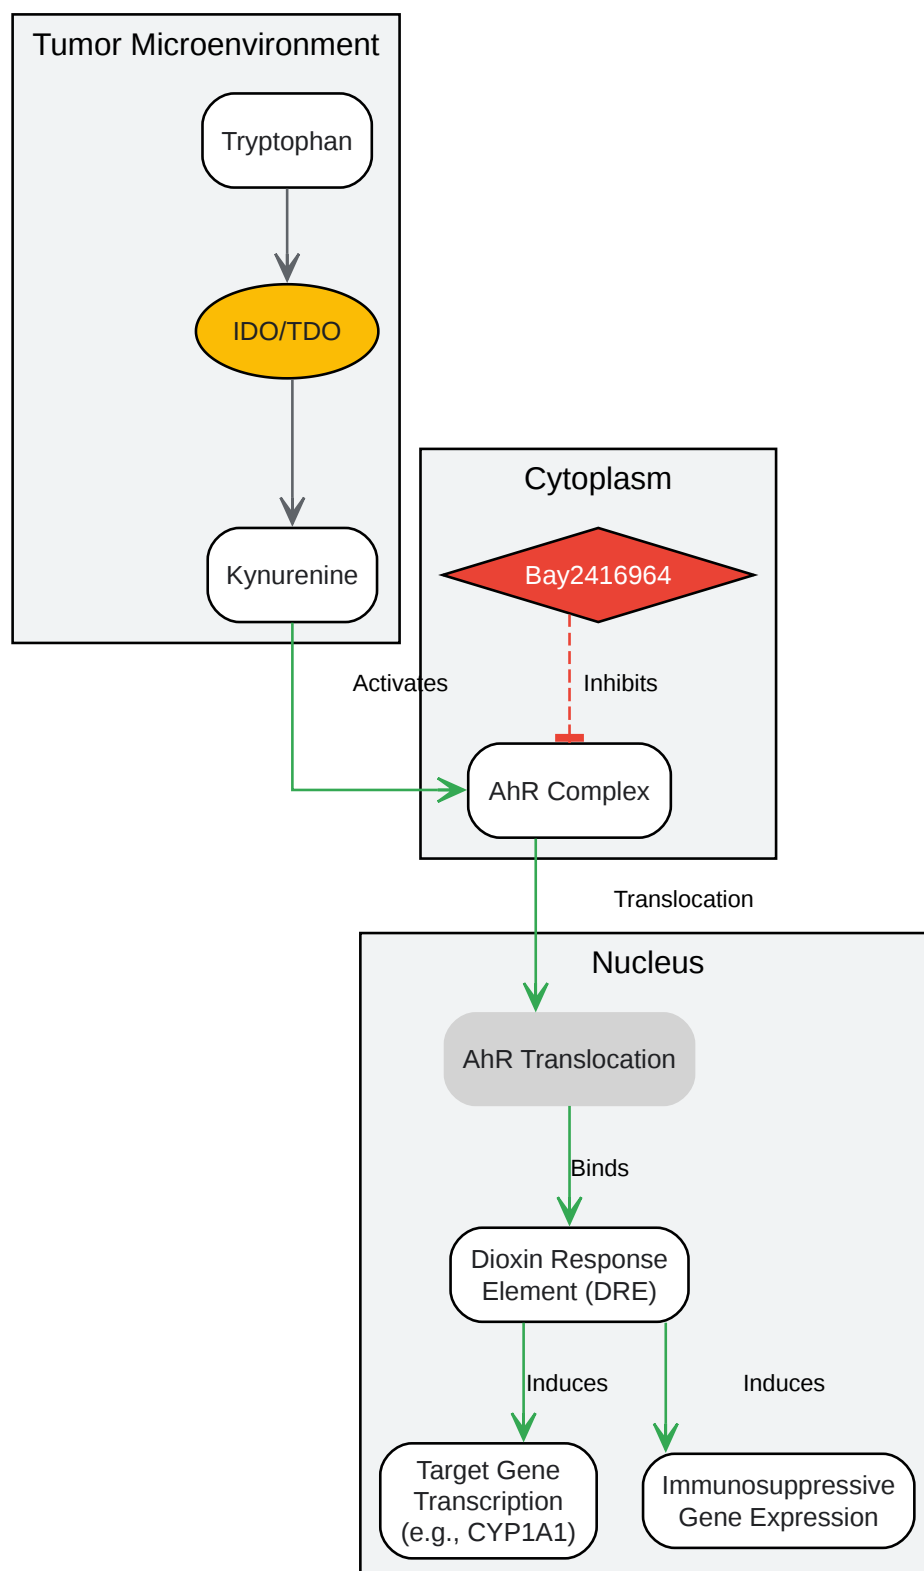 Tumor Microenvironment
Tryptophan
IDO/TDO
Kynurenine
Cytoplasm
Bay2416964
Activates
Inhibits
AhR Complex
Translocation
Nucleus
AhR Translocation
Binds
Dioxin Response
Element (DRE)
Induces
Induces
Target Gene
Transcription
(e.g., CYP1A1)
Immunosuppressive
Gene Expression